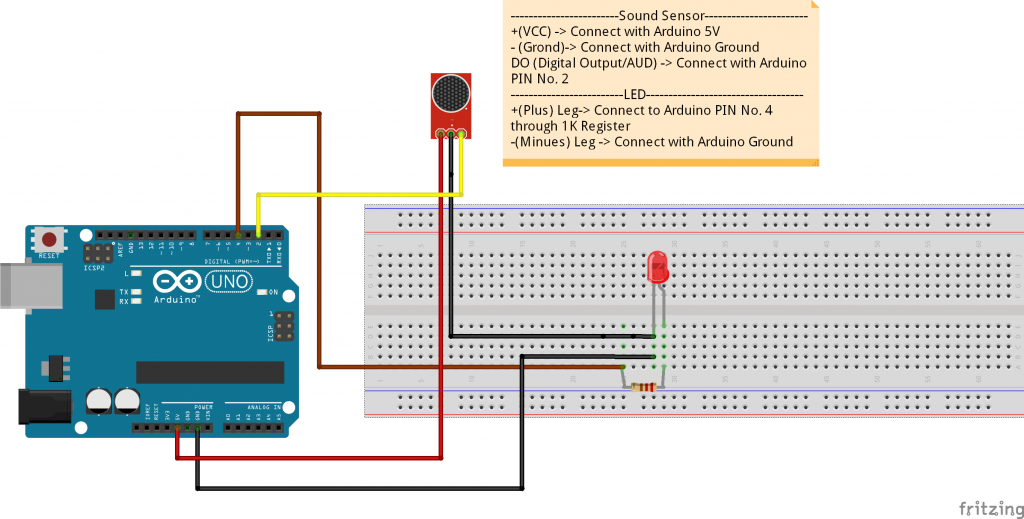 ------------------------Sound Sensor-----------------------
+(VCC) -> Connect with Arduino 5V
- (Grond)-> Connect with Arduino Ground
DO (Digital Output/AUD) -> Connect with Arduino
PIN No. 2
-------------------------LED-----------------------------------
+(Plus) Leg-> Connect to Arduino PIN No. 4
through 1K Register
-(Minues) Leg -> Connect with Arduino Ground
RESET
ICSP2
AREF
GND
13
12
~11
~10
~9
8
7
~6
~5
4
~3
2
TX0▶1
RX0◀0
DIGITAL (PWM=~)
L
TX
RX
Arduino™
UNO
ON
ICSP
1
IOREF
RESET
3V3
5V
GND
GND
VIN
POWER
ANALOG IN
A0
A1
A2
A3
A4
A5
fritzing